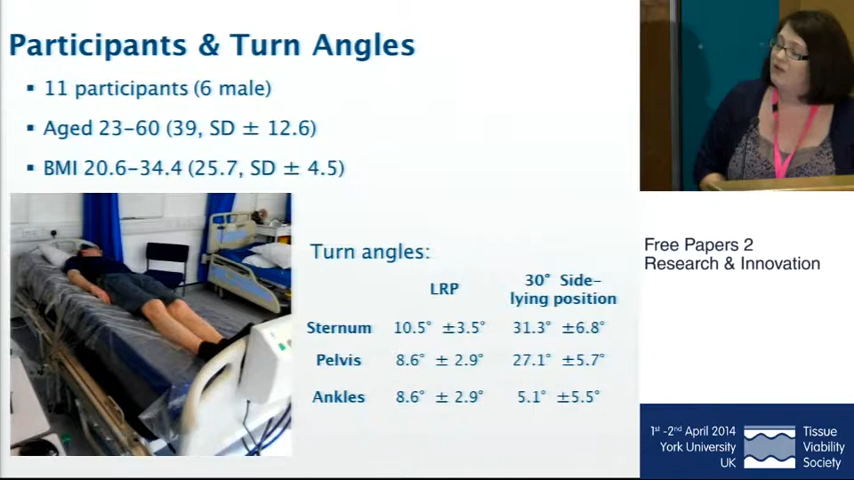 Participants & Turn Angles
▪ 11 participants (6 male)
▪ Aged 23-60 (39, SD ± 12.6)
▪ BMI 20.6-34.4 (25.7, SD ± 4.5)
Turn angles:
LRP
30° Side-
lying position
Sternum 10.5° ±3.5° 31.3° ±6.8°
Pelvis 8.6° ± 2.9° 27.1° ±5.7°
Ankles 8.6° ± 2.9° 5.1° ±5.5°
Free Papers 2
Research & Innovation
1st -2nd April 2014
York University
UK
Tissue
Viability
Society